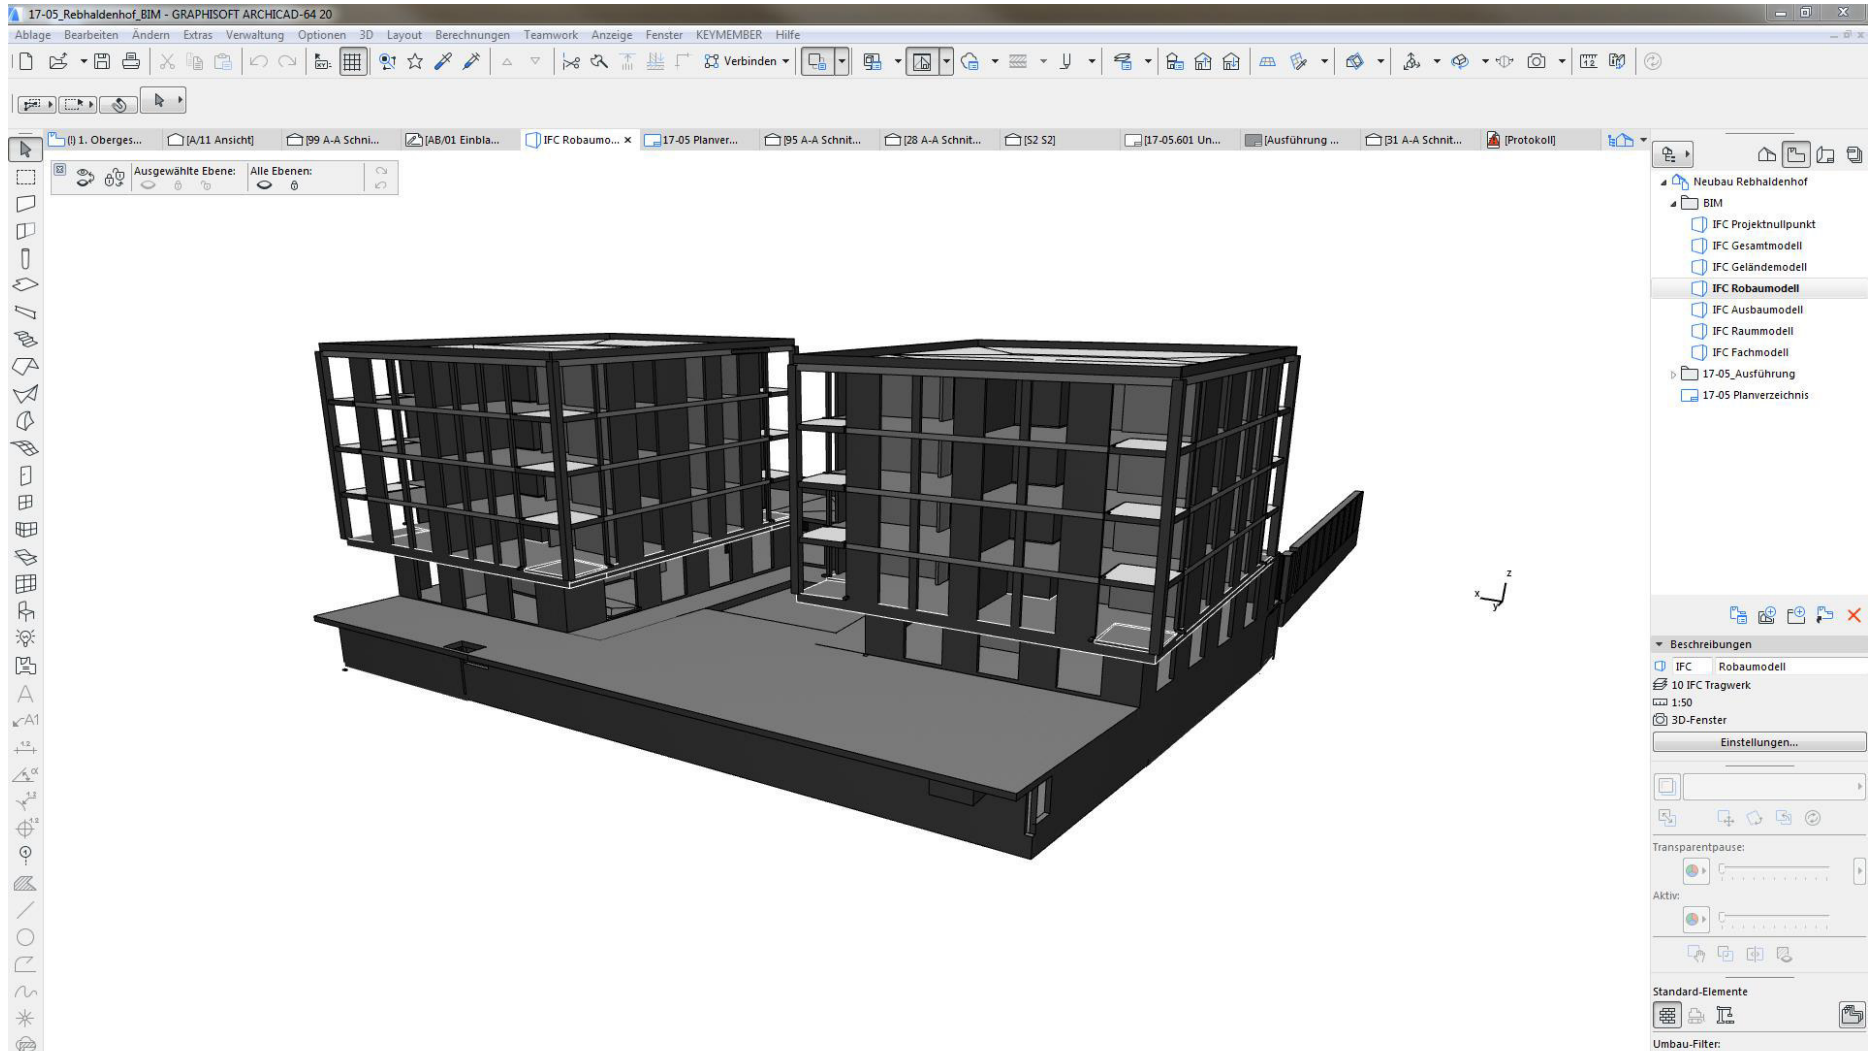 17-05_Rebhaldenhof_BIM - GRAPHISOFT ARCHICAD-64 20
Ablage Bearbeiten Ändern Extras Verwaltung Optionen 3D Layout Berechnungen Teamwork Anzeige Fenster KEYMEMBER Hilfe
Verbinden
(!) 1. Oberges... [A/11 Ansicht] [99 A-A Schni... [AB/01 Einbla... IFC Robaumo... 17-05 Planver... [95 A-A Schnit... [28 A-A Schnit... [S2 S2] [17-05.601 Un... [Ausführung ... [31 A-A Schnit... [Protokoll]
Ausgewählte Ebene: Alle Ebenen:
Neubau Rebhaldenhof
BIM
IFC Projektnullpunkt
IFC Gesamtmodell
IFC Geländemodell
IFC Robaumodell
IFC Ausbaumodell
IFC Raummodell
IFC Fachmodell
17-05_Ausführung
17-05 Planverzeichnis
z
x
y
A
A1
Beschreibungen
IFC Robaumodell
10 IFC Tragwerk
1:50
3D-Fenster
Einstellungen...
Transparentpause:
Aktiv:
Standard-Elemente
Umbau-Filter: